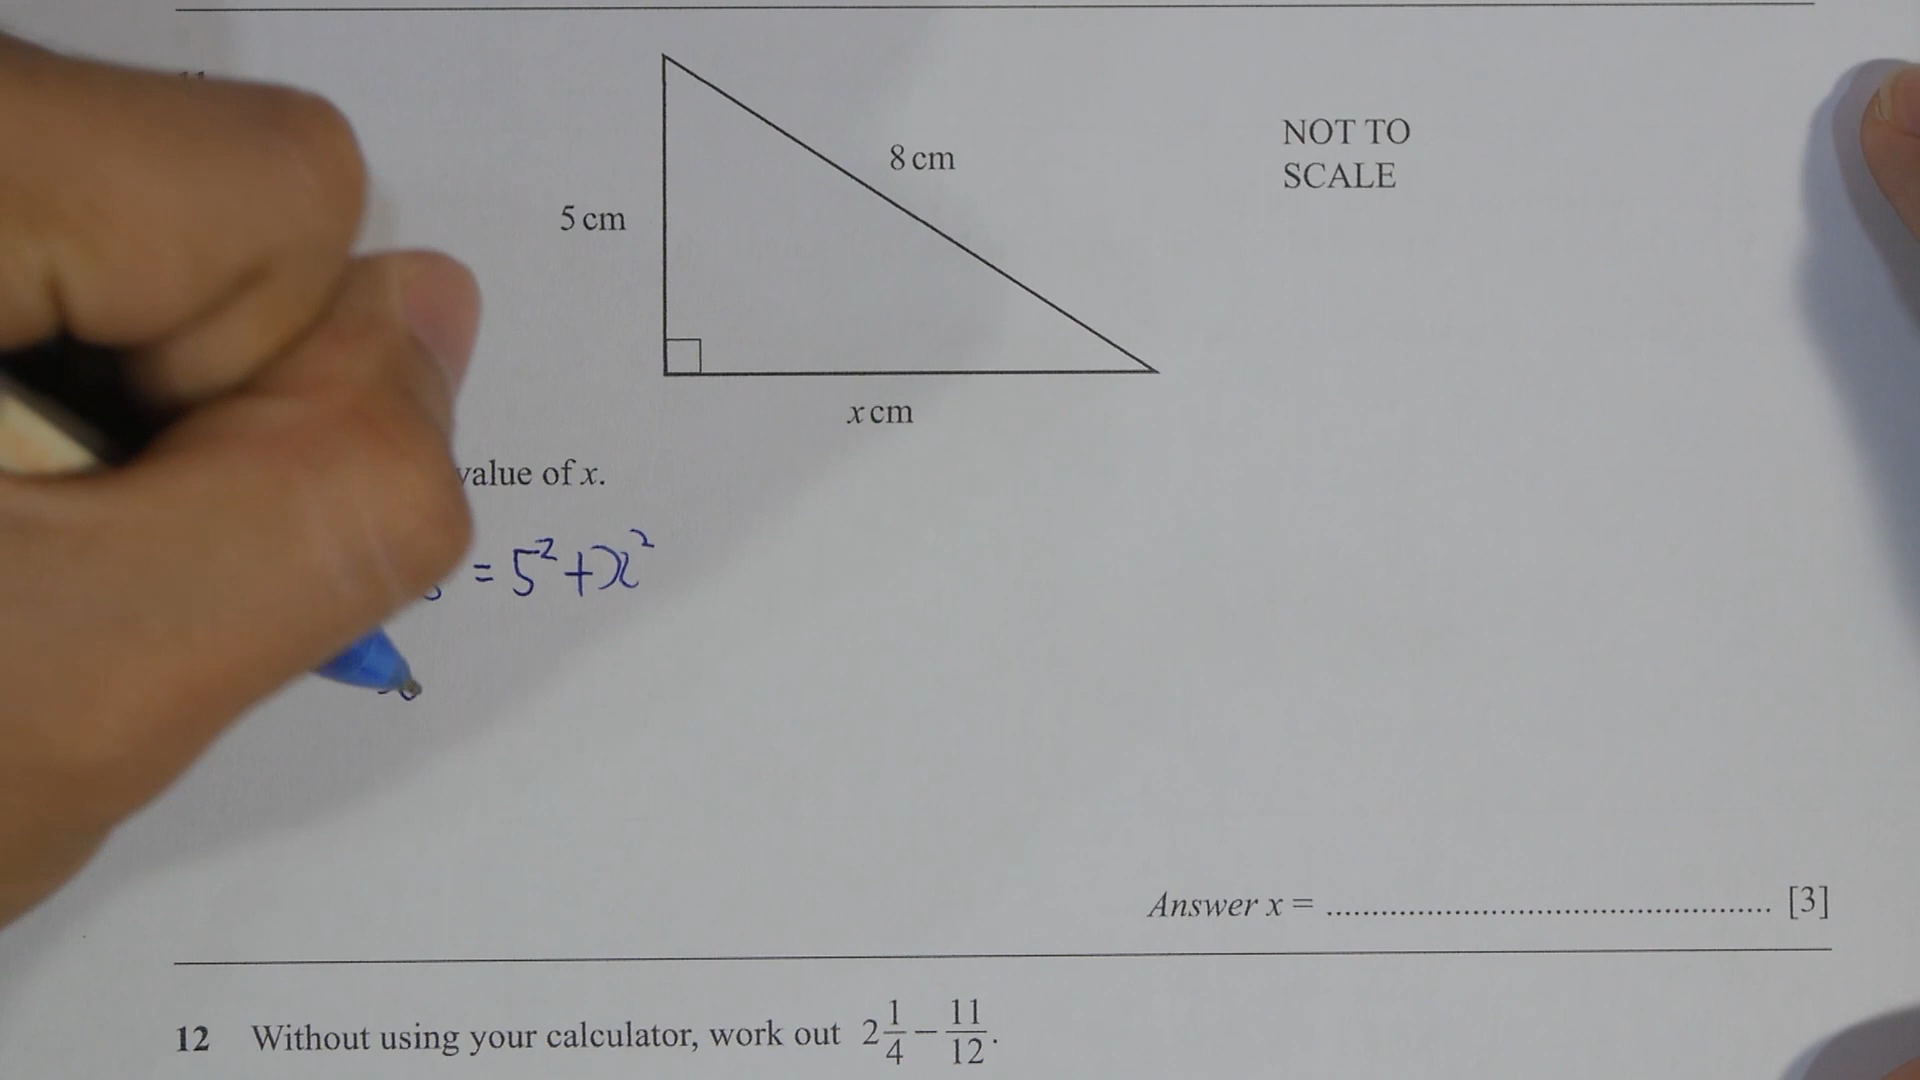 8 cm
NOT TO
SCALE
5 cm
x cm
value of x.
= 5² + x²
Answer x = .................................................. [3]
12 Without using your calculator, work out 2 1/4 − 11/12.